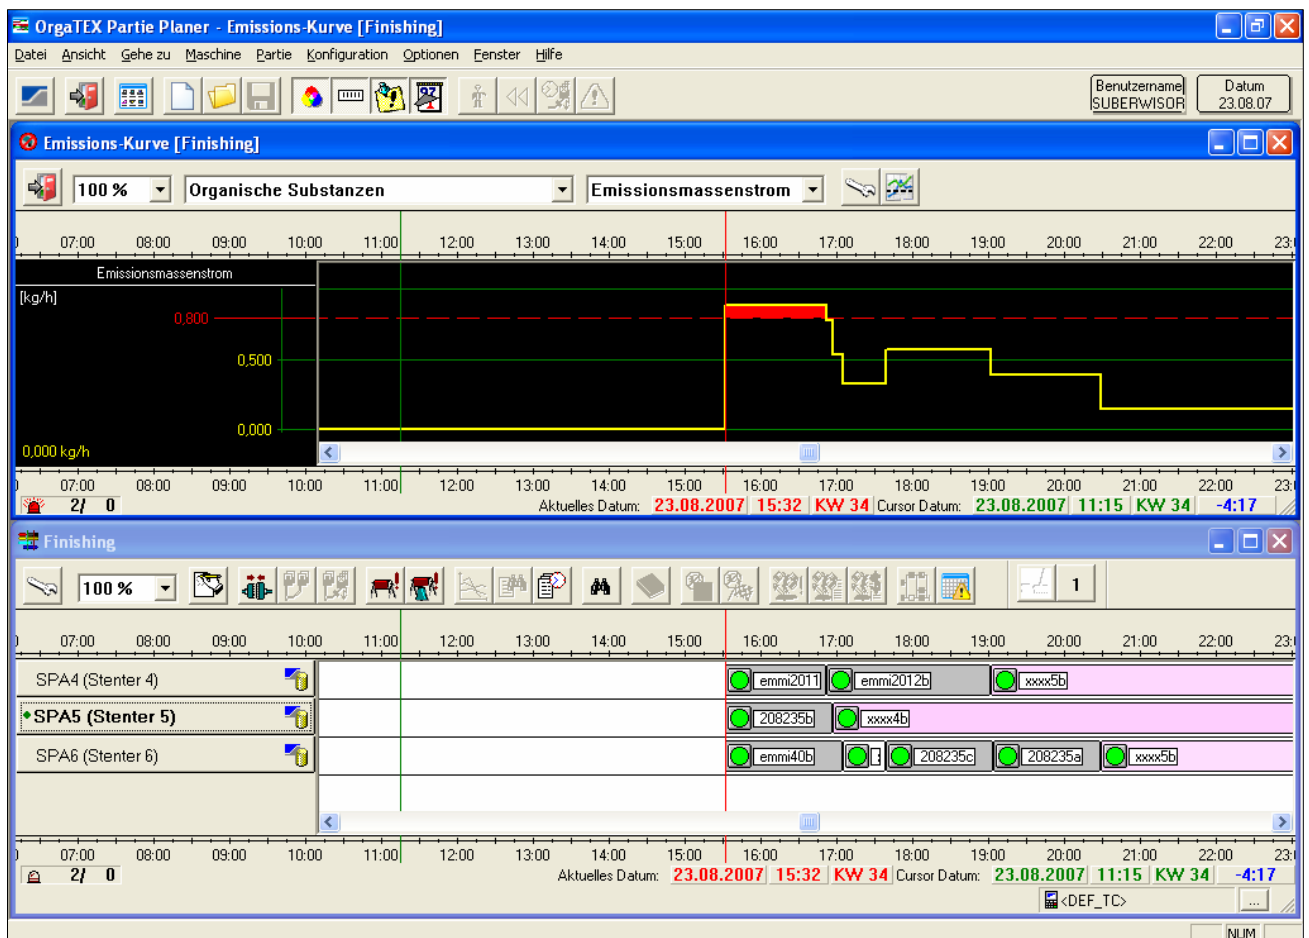 OrgaTEX Partie Planer - Emissions-Kurve [Finishing]
Datei Ansicht Gehe zu Maschine Partie Konfiguration Optionen Fenster Hilfe
97
Benutzername
SUBERWISOR
Datum
23.08.07
Emissions-Kurve [Finishing]
100 % Organische Substanzen Emissionsmassenstrom
07:00 08:00 09:00 10:00 11:00 12:00 13:00 14:00 15:00 16:00 17:00 18:00 19:00 20:00 21:00 22:00 23:
Emissionsmassenstrom
[kg/h]
0,800
0,500
0,000
0,000 kg/h
07:00 08:00 09:00 10:00 11:00 12:00 13:00 14:00 15:00 16:00 17:00 18:00 19:00 20:00 21:00 22:00 23:
2/ 0 Aktuelles Datum: 23.08.2007 15:32 KW 34 Cursor Datum: 23.08.2007 11:15 KW 34 -4:17
Finishing
100 % 1
07:00 08:00 09:00 10:00 11:00 12:00 13:00 14:00 15:00 16:00 17:00 18:00 19:00 20:00 21:00 22:00 23:
SPA4 (Stenter 4) emmi2011 emmi2012b xxxx5b
SPA5 (Stenter 5) 208235b xxxx4b
SPA6 (Stenter 6) emmi40b 208235c 208235a xxxx5b
07:00 08:00 09:00 10:00 11:00 12:00 13:00 14:00 15:00 16:00 17:00 18:00 19:00 20:00 21:00 22:00 23:
2/ 0 Aktuelles Datum: 23.08.2007 15:32 KW 34 Cursor Datum: 23.08.2007 11:15 KW 34 -4:17
<DEF_TC> ...
NUM